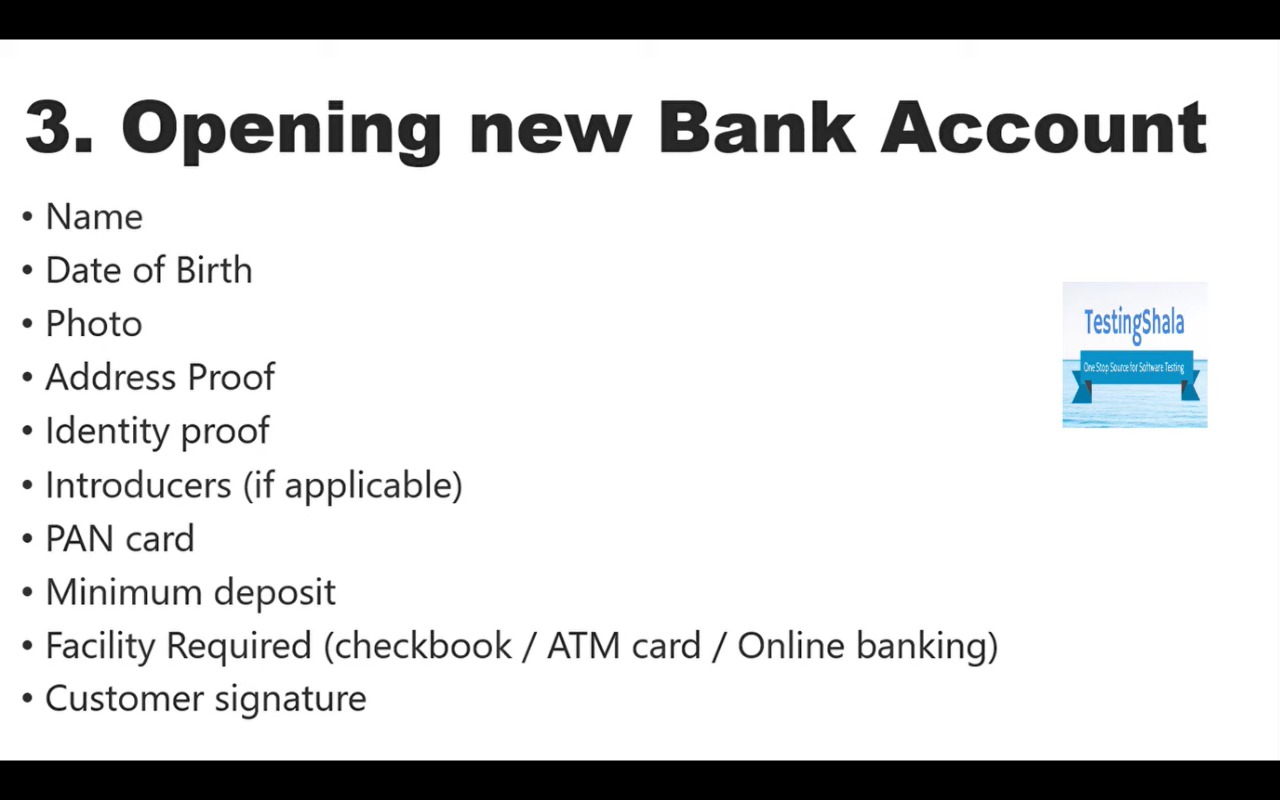 3. Opening new Bank Account
• Name
• Date of Birth
• Photo
• Address Proof
• Identity proof
• Introducers (if applicable)
• PAN card
• Minimum deposit
• Facility Required (checkbook / ATM card / Online banking)
• Customer signature
TestingShala
One Stop Source for Software Testing